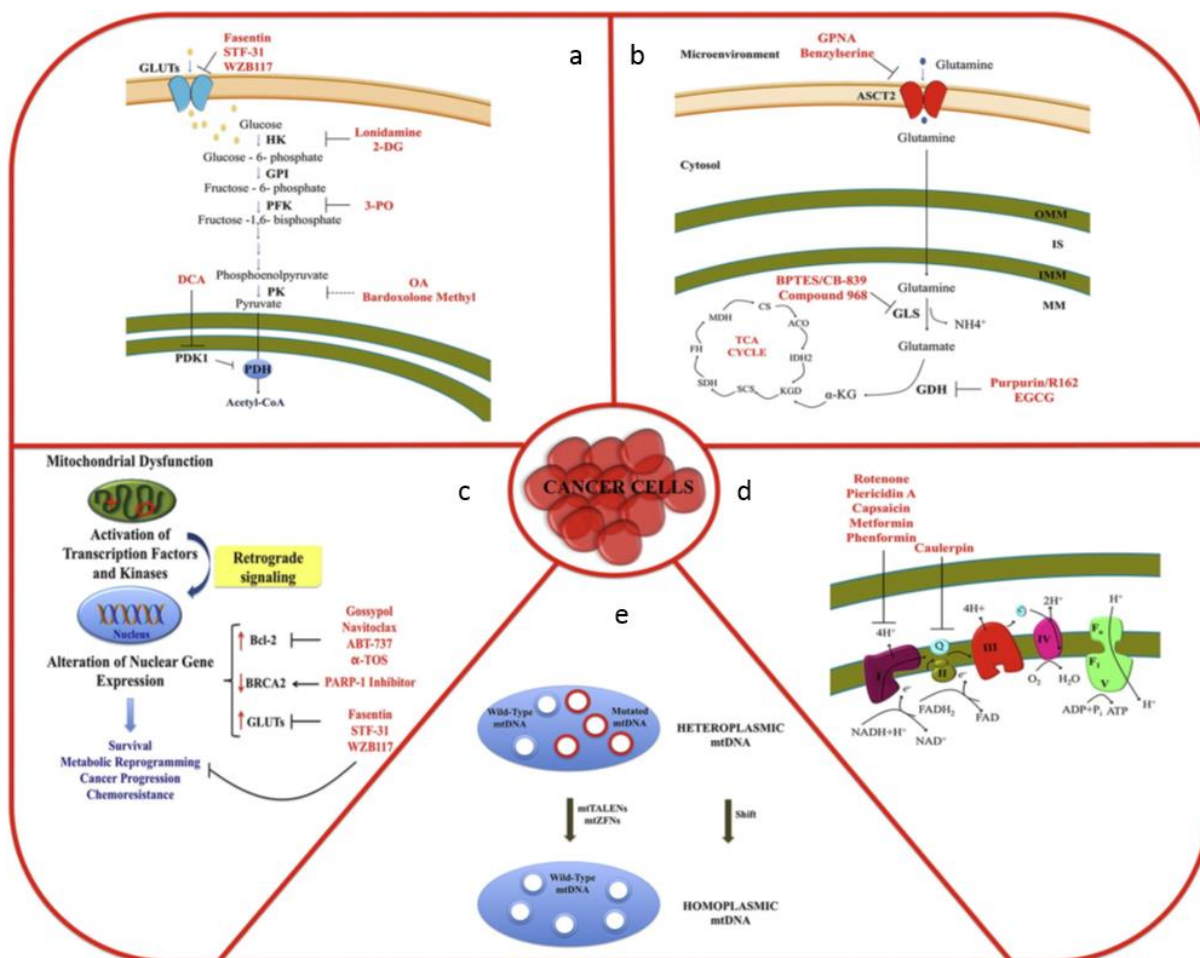 a
Fasentin
STF-31
WZB117
GLUTs
Glucose
HK
Lonidamine
2-DG
Glucose - 6- phosphate
GPI
Fructose - 6- phosphate
PFK
3-PO
Fructose -1,6- bisphosphate
Phosphoenolpyruvate
DCA
PK
OA
Bardoxolone Methyl
Pyruvate
PDK1
PDH
Acetyl-CoA
b
Microenvironment
GPNA
Benzylserine
Glutamine
ASCT2
Glutamine
Cytosol
OMM
IS
IMM
MM
BPTES/CB-839
Compound 968
Glutamine
GLS
NH4⁺
Glutamate
TCA
CYCLE
CS
ACO
IDH2
KGD
SCS
SDH
FH
MDH
α-KG
GDH
Purpurin/R162
EGCG
CANCER CELLS
c
Mitochondrial Dysfunction
Activation of
Transcription Factors
and Kinases
Retrograde
signaling
Nucleus
Alteration of Nuclear Gene
Expression
Survival
Metabolic Reprogramming
Cancer Progression
Chemoresistance
Bcl-2
Gossypol
Navitoclax
ABT-737
α-TOS
BRCA2
PARP-1 Inhibitor
GLUTs
Fasentin
STF-31
WZB117
d
Rotenone
Piericidin A
Capsaicin
Metformin
Phenformin
Caulerpin
4H⁺
4H+
2H⁺
H⁺
I
Q
II
III
IV
F₁
V
e⁻
e⁻
O₂
H₂O
FADH₂
FAD
NADH+H⁺
NAD⁺
ADP+Pᵢ
ATP
H⁺
e
Wild-Type
mtDNA
Mutated
mtDNA
HETEROPLASMIC
mtDNA
mtTALENs
mtZFNs
Shift
Wild-Type
mtDNA
HOMOPLASMIC
mtDNA